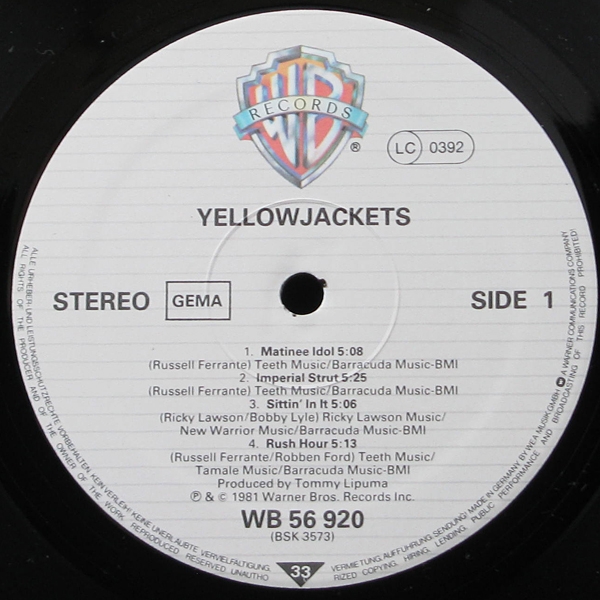 WB
RECORDS
®
LC 0392
YELLOWJACKETS
STEREO GEMA SIDE 1
1. Matinee Idol 5:08
(Russell Ferrante) Teeth Music/Barracuda Music-BMI
2. Imperial Strut 5:25
(Russell Ferrante) Teeth Music/Barracuda Music-BMI
3. Sittin' In It 5:06
(Ricky Lawson/Bobby Lyle) Ricky Lawson Music/
New Warrior Music/Barracuda Music-BMI
4. Rush Hour 5:13
(Russell Ferrante/Robben Ford) Teeth Music/
Tamale Music/Barracuda Music-BMI
Produced by Tommy Lipuma
℗ & © 1981 Warner Bros. Records Inc.
WB 56 920
(BSK 3573)
33
ALLE URHEBER UND LEISTUNGSSCHUTZRECHTE VORBEHALTEN. KEIN VERLEIH! KEINE UNERLAUBTE VERVIELFÄLTIGUNG, VERMIETUNG, AUFFÜHRUNG, SENDUNG! MADE IN GERMANY BY WEA MUSIK GMBH. A WARNER COMMUNICATIONS COMPANY
ALL RIGHTS OF THE PRODUCER AND OF THE OWNER OF THE WORK REPRODUCED RESERVED. UNAUTHORIZED COPYING, HIRING, LENDING, PUBLIC PERFORMANCE AND BROADCASTING OF THIS RECORD PROHIBITED!